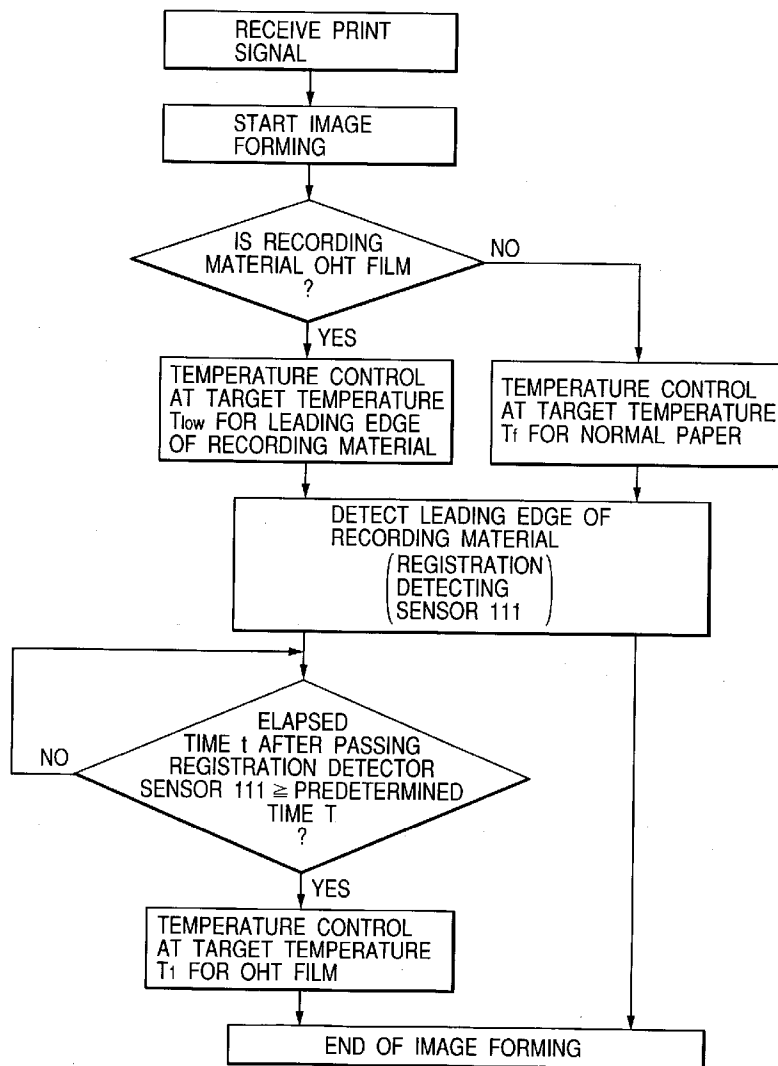 RECEIVE PRINT
SIGNAL
START IMAGE
FORMING
IS RECORDING
MATERIAL OHT FILM
?
NO
YES
TEMPERATURE CONTROL
AT TARGET TEMPERATURE
Tlow FOR LEADING EDGE
OF RECORDING MATERIAL
TEMPERATURE CONTROL
AT TARGET TEMPERATURE
Tf FOR NORMAL PAPER
DETECT LEADING EDGE OF
RECORDING MATERIAL
(REGISTRATION
DETECTING
SENSOR 111)
ELAPSED
TIME t AFTER PASSING
REGISTRATION DETECTOR
SENSOR 111 ≧ PREDETERMINED
TIME T
?
NO
YES
TEMPERATURE CONTROL
AT TARGET TEMPERATURE
T1 FOR OHT FILM
END OF IMAGE FORMING